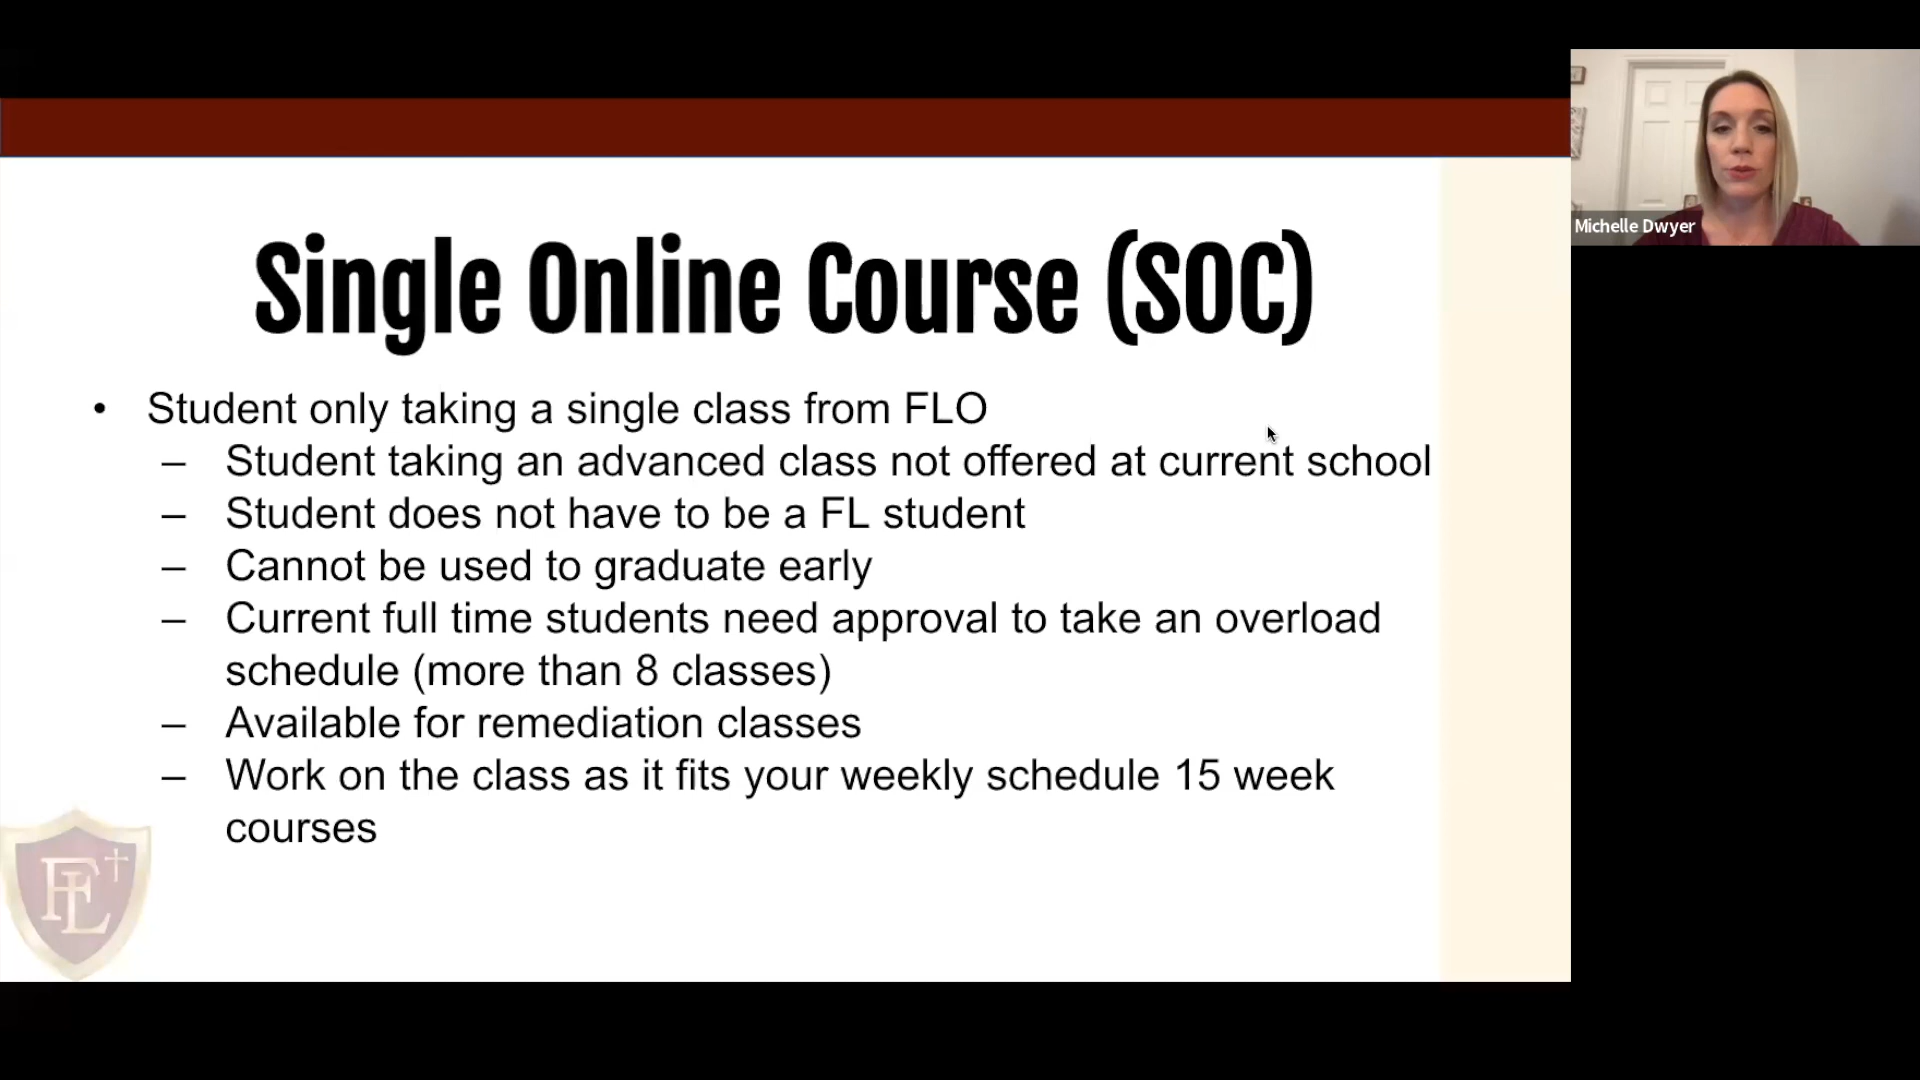 Michelle Dwyer
Single Online Course (SOC)
• Student only taking a single class from FLO
– Student taking an advanced class not offered at current school
– Student does not have to be a FL student
– Cannot be used to graduate early
– Current full time students need approval to take an overload
schedule (more than 8 classes)
– Available for remediation classes
– Work on the class as it fits your weekly schedule 15 week
courses
FL